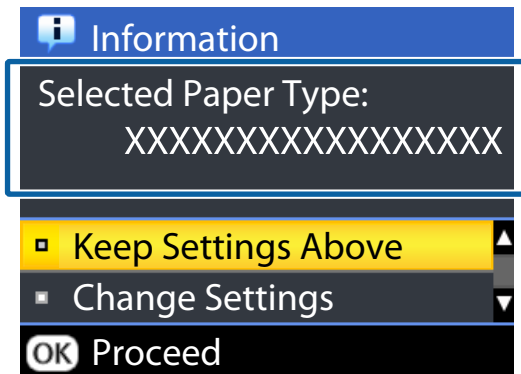 Information
Selected Paper Type:
XXXXXXXXXXXXXXXXX
Keep Settings Above
Change Settings
OK Proceed